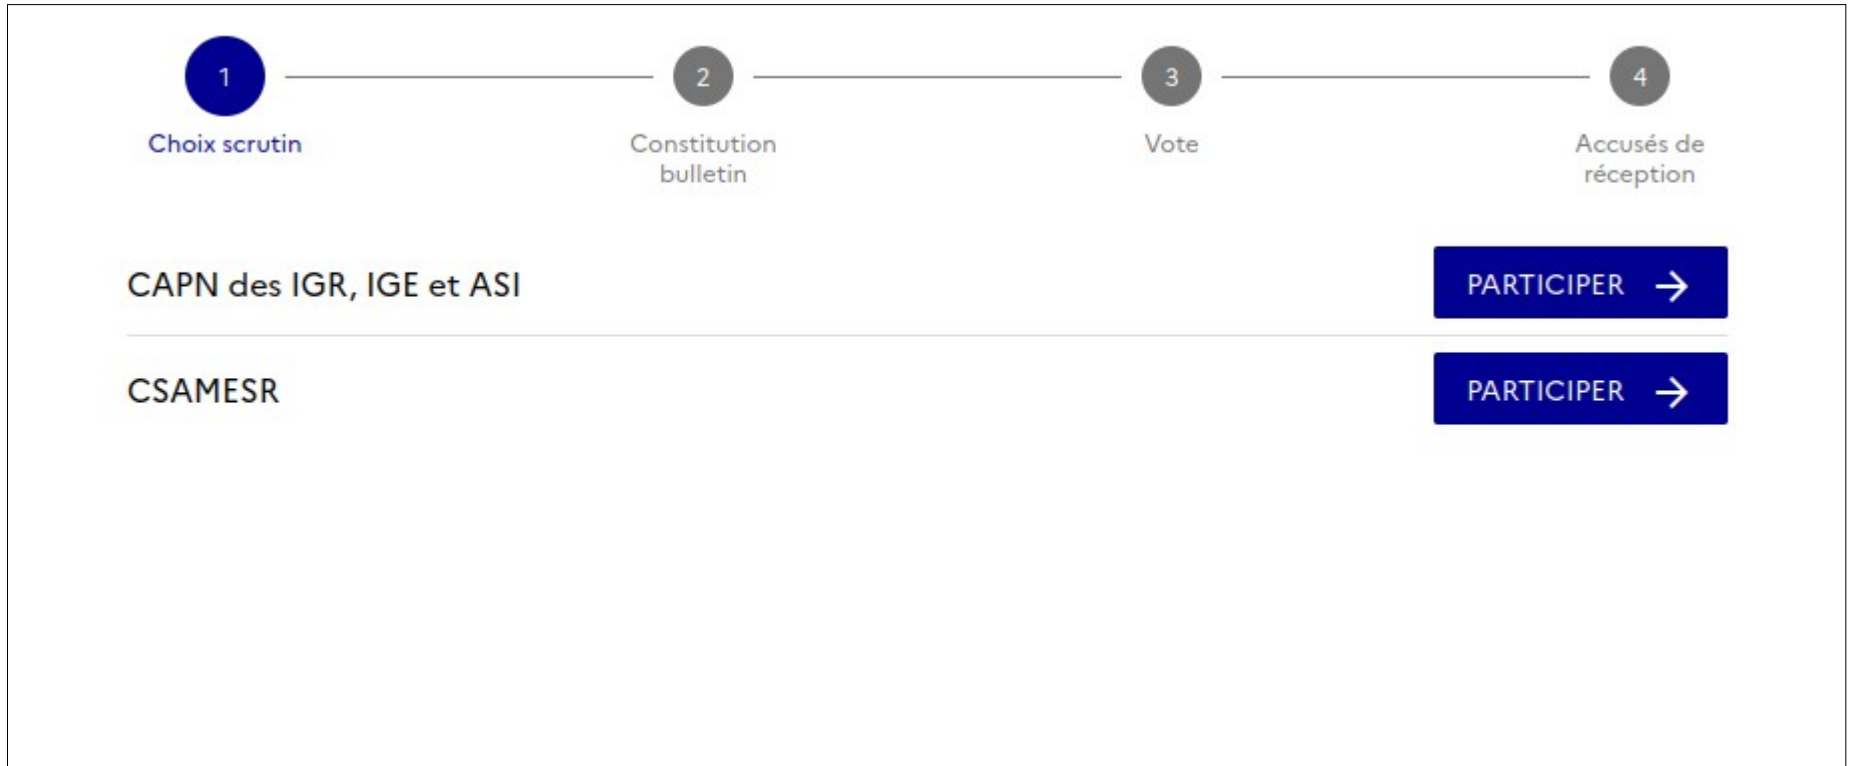 1
2
3
4
Choix scrutin
Constitution
bulletin
Vote
Accusés de
réception
CAPN des IGR, IGE et ASI
PARTICIPER →
CSAMESR
PARTICIPER →